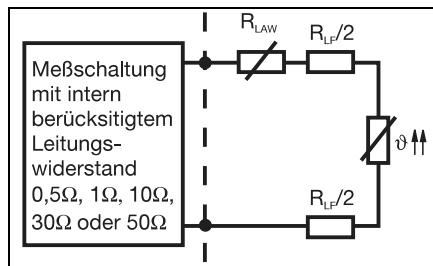 Meßschaltung
mit intern
berücksitigtem
Leitungs-
widerstand
0,5Ω, 1Ω, 10Ω,
30Ω oder 50Ω
R_LAW
R_LF/2
ϑ
R_LF/2